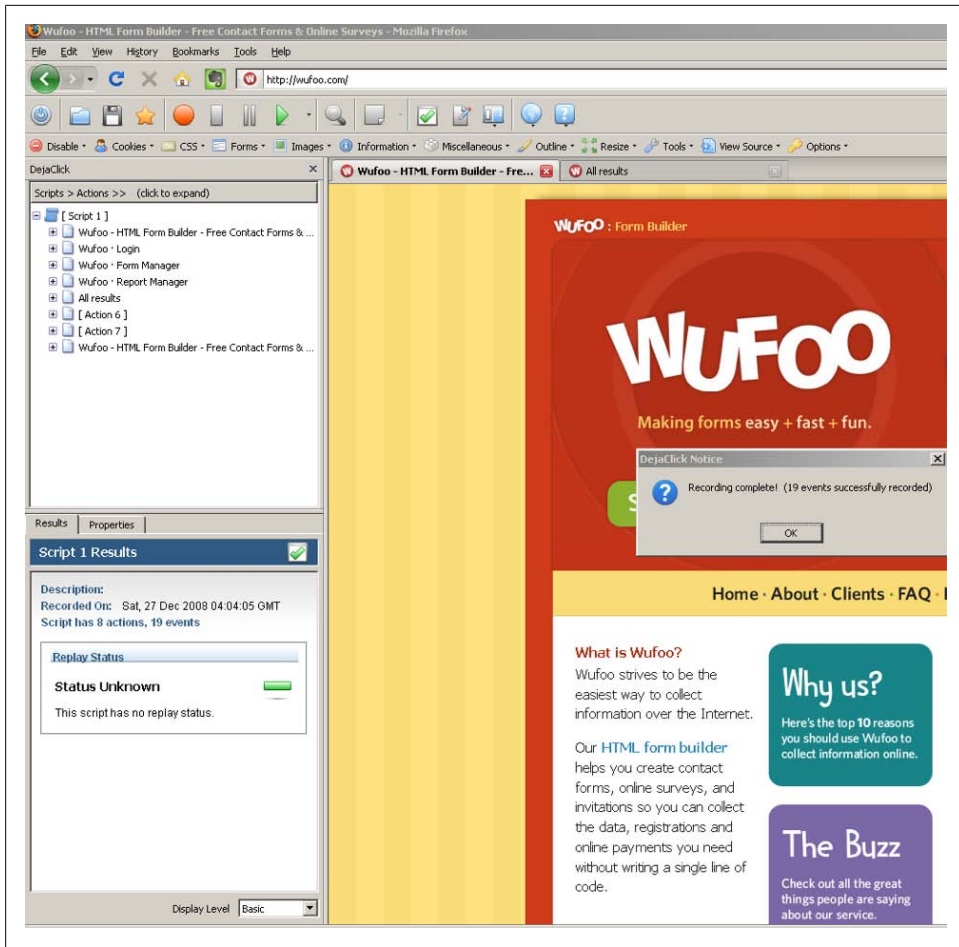 Wufoo - HTML Form Builder - Free Contact Forms & Online Surveys - Mozilla Firefox
File Edit View History Bookmarks Tools Help
http://wufoo.com/
Disable Cookies CSS Forms Images Information Miscellaneous Outline Resize Tools View Source Options
DejaClick
Scripts > Actions >> (click to expand)
[ Script 1 ]
Wufoo - HTML Form Builder - Free Contact Forms & ...
Wufoo · Login
Wufoo · Form Manager
Wufoo · Report Manager
All results
[ Action 6 ]
[ Action 7 ]
Wufoo - HTML Form Builder - Free Contact Forms & ...
Results Properties
Script 1 Results
Description:
Recorded On: Sat, 27 Dec 2008 04:04:05 GMT
Script has 8 actions, 19 events
Replay Status
Status Unknown
This script has no replay status.
Display Level Basic
Wufoo - HTML Form Builder - Fre... All results
WUFOO : Form Builder
WUFOO
Making forms easy + fast + fun.
S
DejaClick Notice
Recording complete! (19 events successfully recorded)
OK
Home · About · Clients · FAQ ·
What is Wufoo?
Wufoo strives to be the
easiest way to collect
information over the Internet.
Our HTML form builder
helps you create contact
forms, online surveys, and
invitations so you can collect
the data, registrations and
online payments you need
without writing a single line of
code.
Why us?
Here's the top 10 reasons
you should use Wufoo to
collect information online.
The Buzz
Check out all the great
things people are saying
about our service.